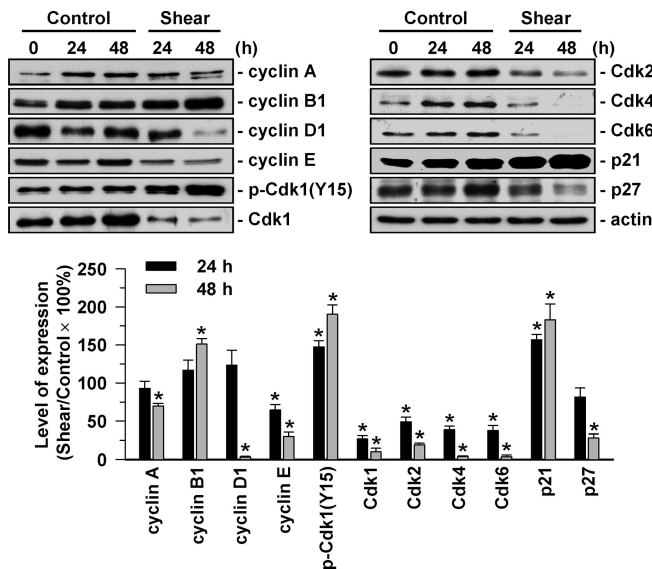 Control Shear
0 24 48 24 48 (h)
- cyclin A
- cyclin B1
- cyclin D1
- cyclin E
- p-Cdk1(Y15)
- Cdk1
Control Shear
0 24 48 24 48 (h)
- Cdk2
- Cdk4
- Cdk6
- p21
- p27
- actin
Level of expression
(Shear/Control × 100%)
250
200
150
100
50
0
24 h
48 h
* * * * * * * * * * * * * * * * *
cyclin A
cyclin B1
cyclin D1
cyclin E
p-Cdk1(Y15)
Cdk1
Cdk2
Cdk4
Cdk6
p21
p27